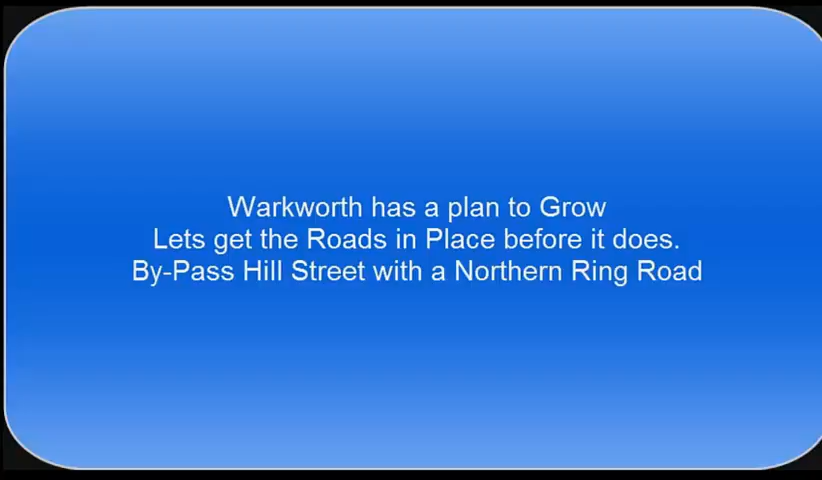 Warkworth has a plan to Grow
Lets get the Roads in Place before it does.
By-Pass Hill Street with a Northern Ring Road